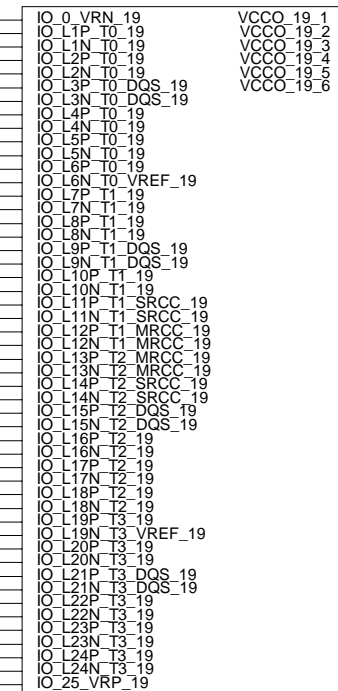 IO_0_VRN_19 VCCO_19_1
IO_L1P_T0_19 VCCO_19_2
IO_L1N_T0_19 VCCO_19_3
IO_L2P_T0_19 VCCO_19_4
IO_L2N_T0_19 VCCO_19_5
IO_L3P_T0_DQS_19 VCCO_19_6
IO_L3N_T0_DQS_19
IO_L4P_T0_19
IO_L4N_T0_19
IO_L5P_T0_19
IO_L5N_T0_19
IO_L6P_T0_19
IO_L6N_T0_VREF_19
IO_L7P_T1_19
IO_L7N_T1_19
IO_L8P_T1_19
IO_L8N_T1_19
IO_L9P_T1_DQS_19
IO_L9N_T1_DQS_19
IO_L10P_T1_19
IO_L10N_T1_19
IO_L11P_T1_SRCC_19
IO_L11N_T1_SRCC_19
IO_L12P_T1_MRCC_19
IO_L12N_T1_MRCC_19
IO_L13P_T2_MRCC_19
IO_L13N_T2_MRCC_19
IO_L14P_T2_SRCC_19
IO_L14N_T2_SRCC_19
IO_L15P_T2_DQS_19
IO_L15N_T2_DQS_19
IO_L16P_T2_19
IO_L16N_T2_19
IO_L17P_T2_19
IO_L17N_T2_19
IO_L18P_T2_19
IO_L18N_T2_19
IO_L19P_T3_19
IO_L19N_T3_VREF_19
IO_L20P_T3_19
IO_L20N_T3_19
IO_L21P_T3_DQS_19
IO_L21N_T3_DQS_19
IO_L22P_T3_19
IO_L22N_T3_19
IO_L23P_T3_19
IO_L23N_T3_19
IO_L24P_T3_19
IO_L24N_T3_19
IO_25_VRP_19